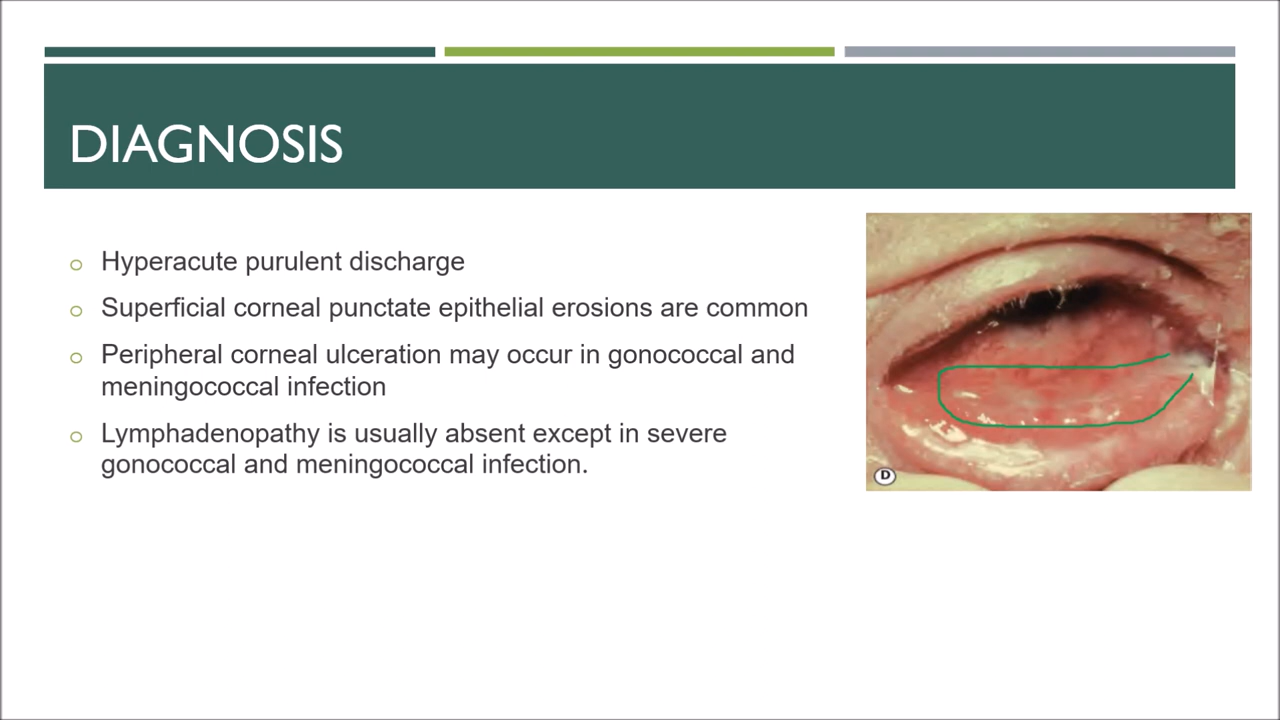 DIAGNOSIS
Hyperacute purulent discharge
Superficial corneal punctate epithelial erosions are common
Peripheral corneal ulceration may occur in gonococcal and
meningococcal infection
Lymphadenopathy is usually absent except in severe
gonococcal and meningococcal infection.
D